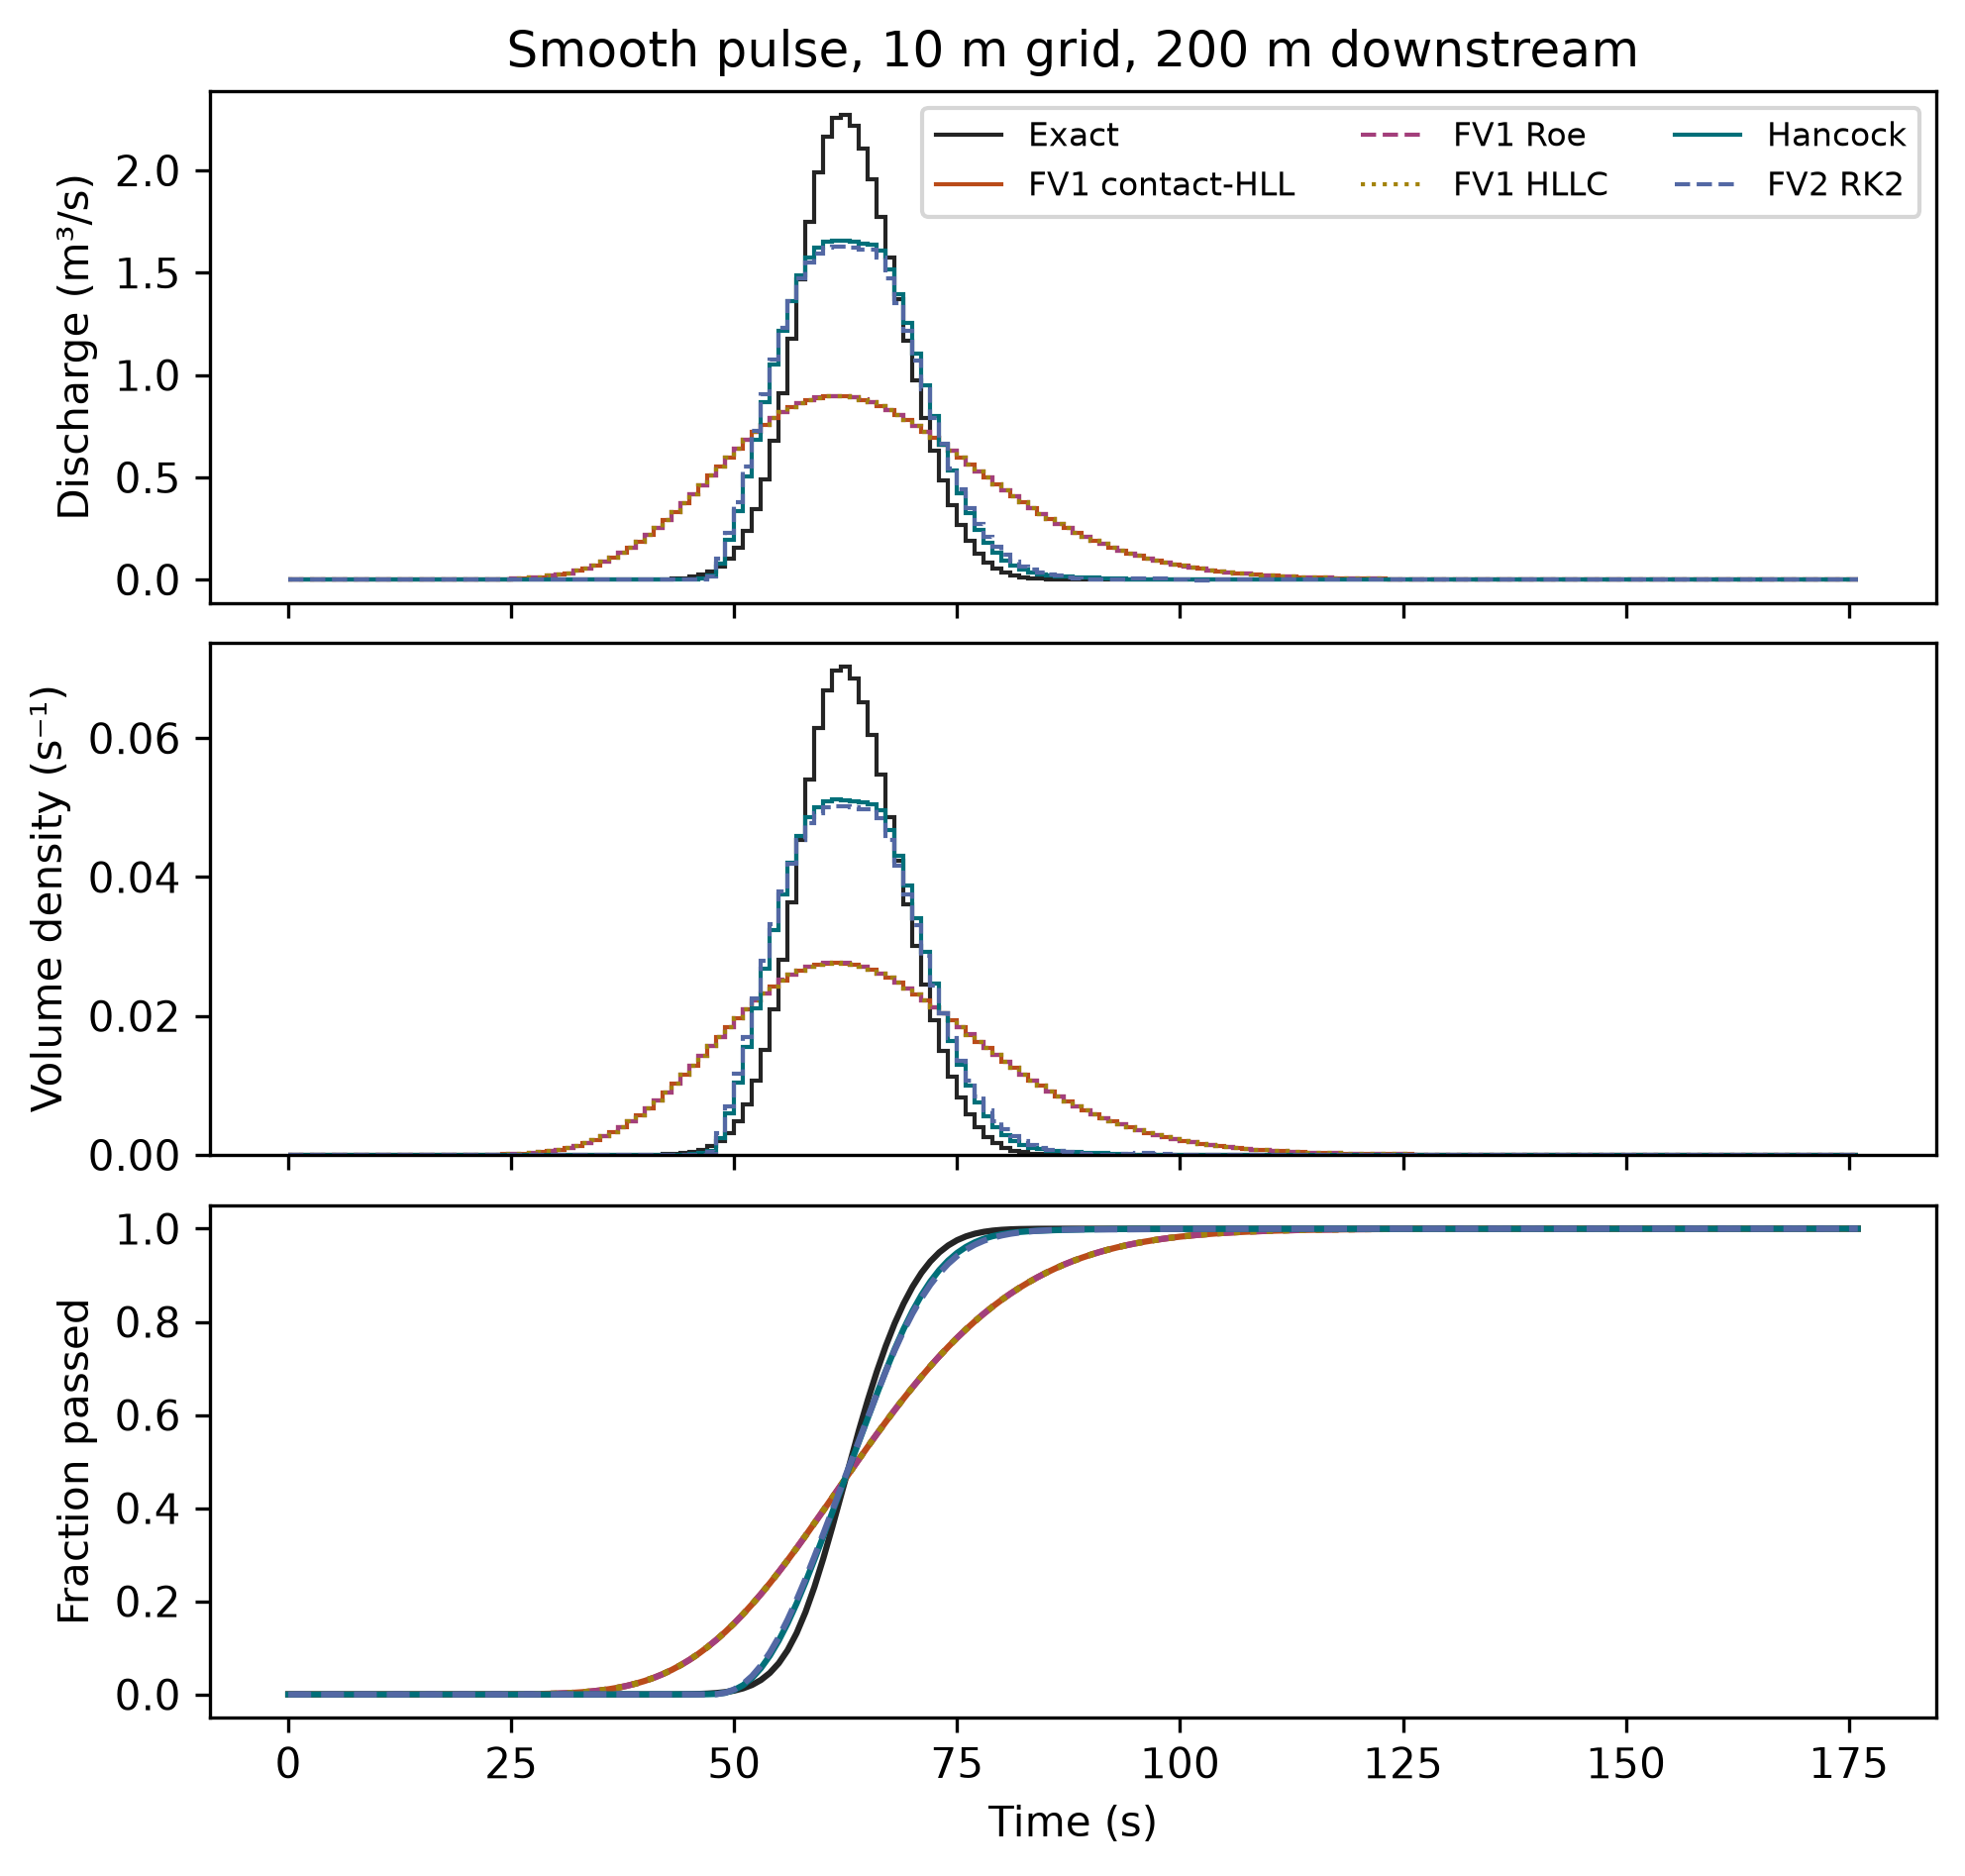 Smooth pulse, 10 m grid, 200 m downstream
Discharge (m³/s)
2.0
1.5
1.0
0.5
0.0
Exact
FV1 contact-HLL
FV1 Roe
FV1 HLLC
Hancock
FV2 RK2
Volume density (s⁻¹)
0.06
0.04
0.02
0.00
Fraction passed
1.0
0.8
0.6
0.4
0.2
0.0
0 25 50 75 100 125 150 175
Time (s)